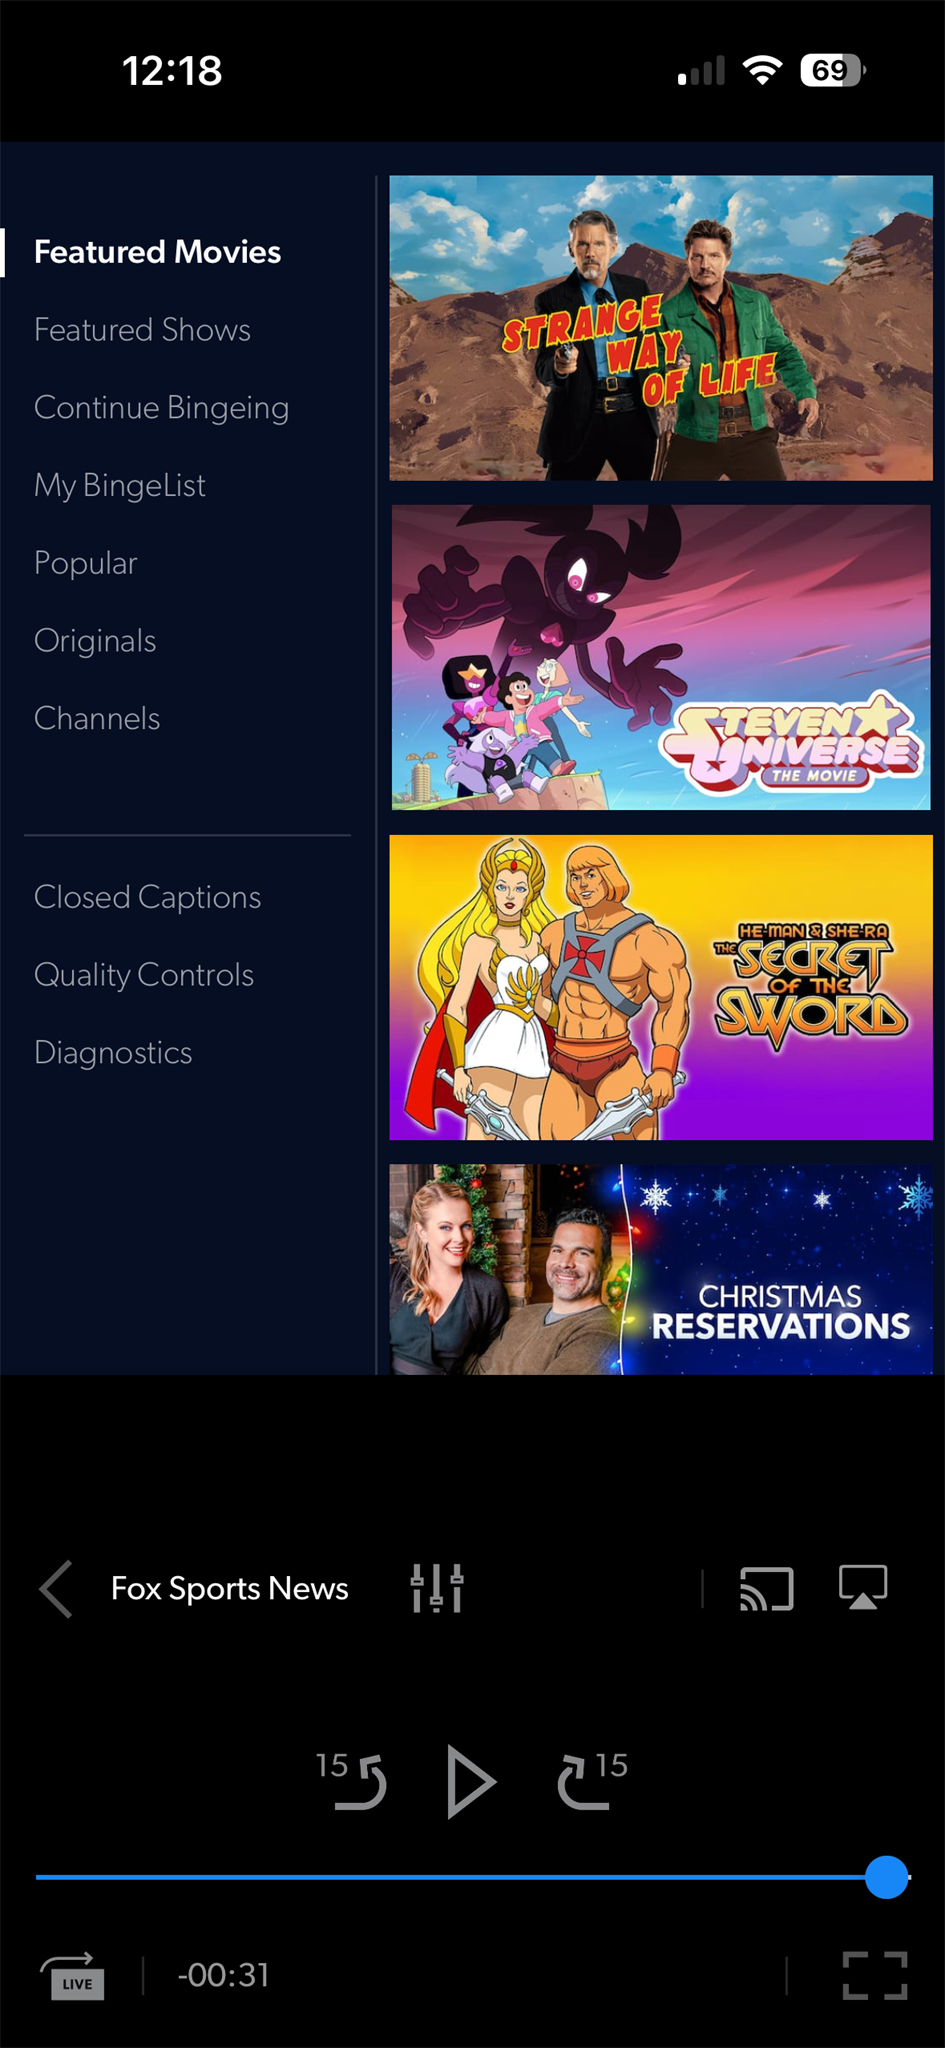 12:18
69
Featured Movies
Featured Shows
Continue Bingeing
My BingeList
Popular
Originals
Channels
Closed Captions
Quality Controls
Diagnostics
STRANGE
WAY
OF LIFE
STEVEN
UNIVERSE
THE MOVIE
HE-MAN & SHE-RA
THE SECRET
OF THE
SWORD
CHRISTMAS
RESERVATIONS
Fox Sports News
15
15
LIVE
-00:31